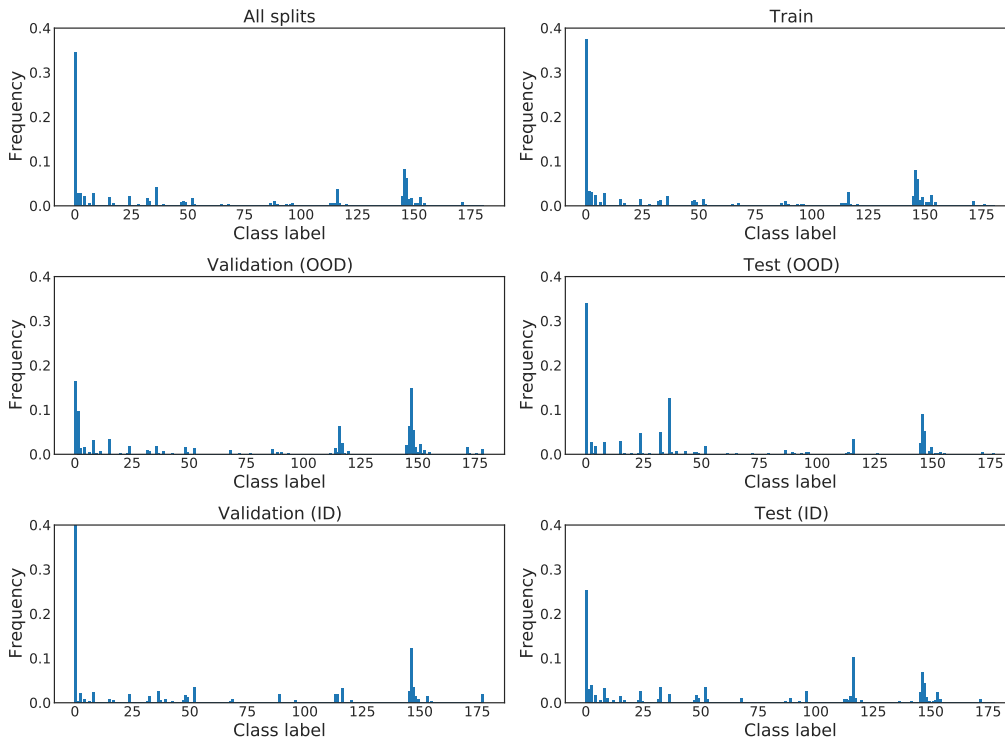 All splits
Frequency
0.4
0.3
0.2
0.1
0.0
0 25 50 75 100 125 150 175
Class label
Train
Frequency
0.4
0.3
0.2
0.1
0.0
0 25 50 75 100 125 150 175
Class label
Validation (OOD)
Frequency
0.4
0.3
0.2
0.1
0.0
0 25 50 75 100 125 150 175
Class label
Test (OOD)
Frequency
0.4
0.3
0.2
0.1
0.0
0 25 50 75 100 125 150 175
Class label
Validation (ID)
Frequency
0.4
0.3
0.2
0.1
0.0
0 25 50 75 100 125 150 175
Class label
Test (ID)
Frequency
0.4
0.3
0.2
0.1
0.0
0 25 50 75 100 125 150 175
Class label